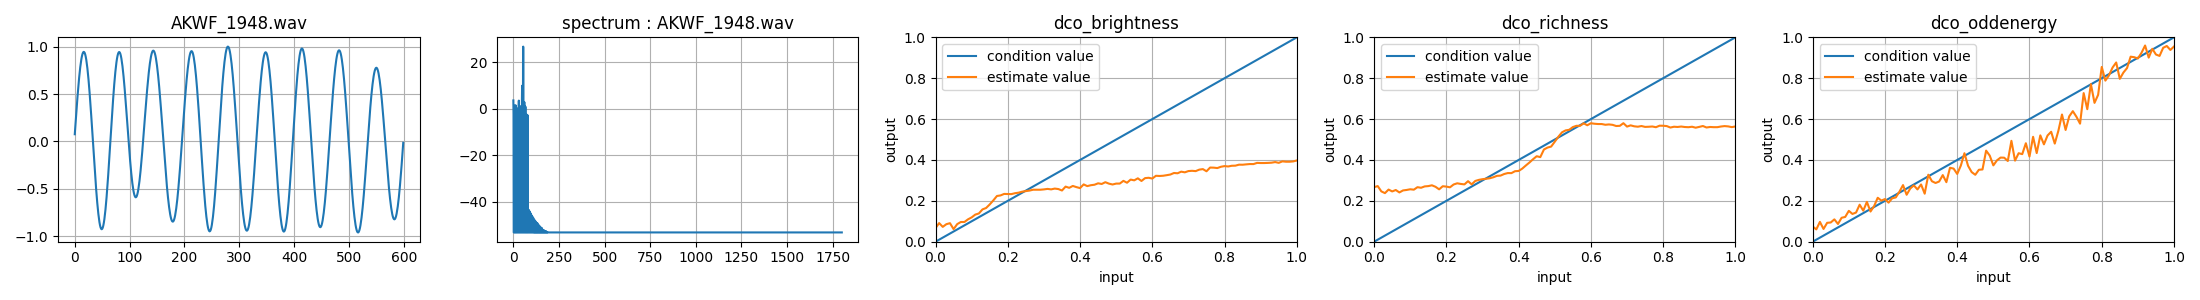 AKWF_1948.wav
1.0
0.5
0.0
−0.5
−1.0
0 100 200 300 400 500 600
spectrum : AKWF_1948.wav
20
0
−20
−40
0 250 500 750 1000 1250 1500 1750
dco_brightness
condition value
estimate value
output
1.0
0.8
0.6
0.4
0.2
0.0
0.0 0.2 0.4 0.6 0.8 1.0
input
dco_richness
condition value
estimate value
output
1.0
0.8
0.6
0.4
0.2
0.0
0.0 0.2 0.4 0.6 0.8 1.0
input
dco_oddenergy
condition value
estimate value
output
1.0
0.8
0.6
0.4
0.2
0.0
0.0 0.2 0.4 0.6 0.8 1.0
input